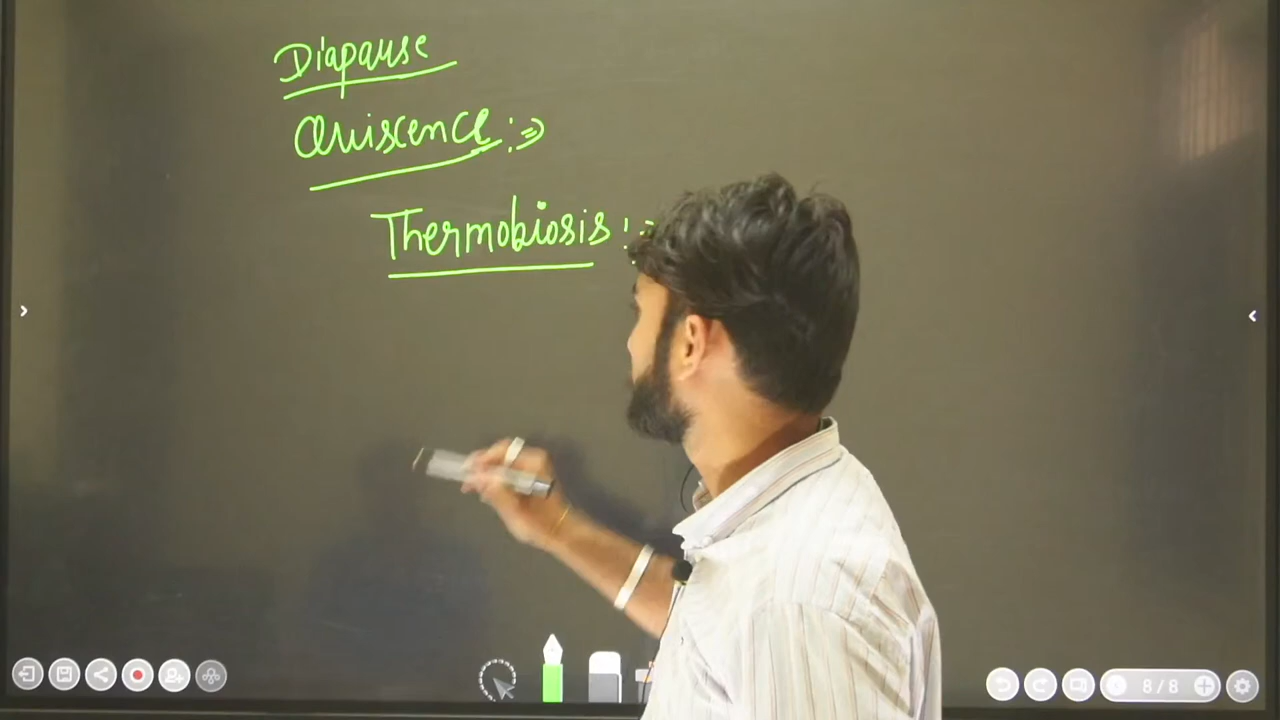 Diapause
Quiscence :⇒
Thermobiosis :-
8/8